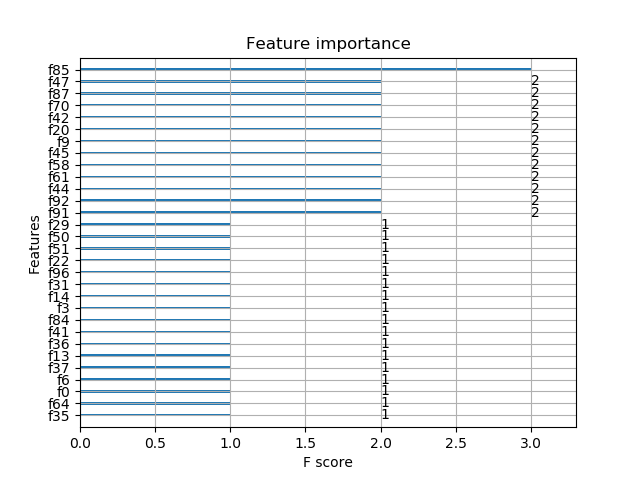 Feature importance
f85
f47 2
f87 2
f70 2
f42 2
f20 2
f9 2
f45 2
f58 2
f61 2
f44 2
f92 2
f91 2
f29 1
f50 1
f51 1
f22 1
f96 1
f31 1
f14 1
f3 1
f84 1
f41 1
f36 1
f13 1
f37 1
f6 1
f0 1
f64 1
f35 1
Features
0.0 0.5 1.0 1.5 2.0 2.5 3.0
F score